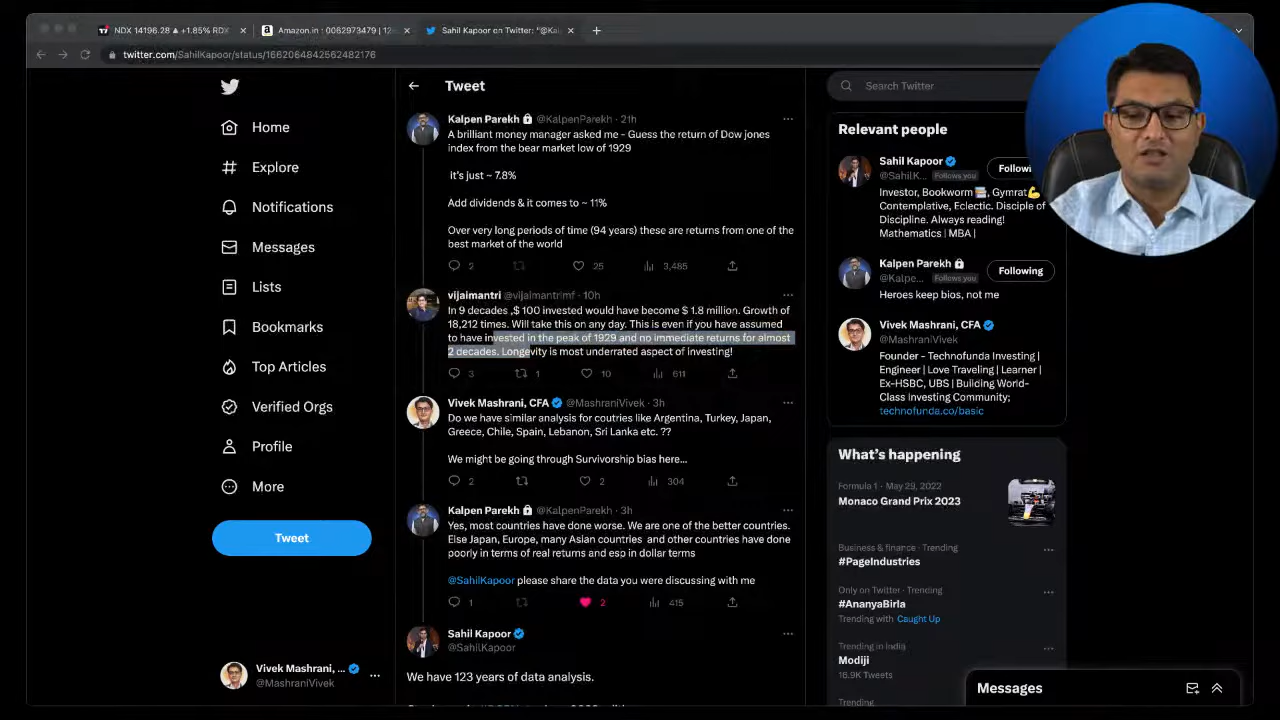 NDX 14196.28 ▲ +1.85% RDX
Amazon.in : 0062973479 | 12
Sahil Kapoor on Twitter: "@Kal
twitter.com/SahilKapoor/status/1662064842562482176
Home
Explore
Notifications
Messages
Lists
Bookmarks
Top Articles
Verified Orgs
Profile
More
Tweet
Vivek Mashrani, ...
@MashraniVivek
Tweet
Kalpen Parekh @KalpenParekh · 21h
A brilliant money manager asked me - Guess the return of Dow jones
index from the bear market low of 1929
it's just ~ 7.8%
Add dividends & it comes to ~ 11%
Over very long periods of time (94 years) these are returns from one of the
best market of the world
2 25 3,485
vijaimantri @vijaimantrimf · 10h
In 9 decades ,$ 100 invested would have become $ 1.8 million. Growth of
18,212 times. Will take this on any day. This is even if you have assumed
to have invested in the peak of 1929 and no immediate returns for almost
2 decades. Longevity is most underrated aspect of investing!
3 1 10 611
Vivek Mashrani, CFA @MashraniVivek · 3h
Do we have similar analysis for coutries like Argentina, Turkey, Japan,
Greece, Chile, Spain, Lebanon, Sri Lanka etc. ??
We might be going through Survivorship bias here...
2 2 304
Kalpen Parekh @KalpenParekh · 3h
Yes, most countries have done worse. We are one of the better countries.
Else Japan, Europe, many Asian countries and other countries have done
poorly in terms of real returns and esp in dollar terms
@SahilKapoor please share the data you were discussing with me
1 2 415
Sahil Kapoor
@SahilKapoor
We have 123 years of data analysis.
Search Twitter
Relevant people
Sahil Kapoor
@SahilK... Follows you
Followi
Investor, Bookworm 📚, Gymrat💪
Contemplative, Eclectic. Disciple of
Discipline. Always reading!
Mathematics | MBA |
Kalpen Parekh
@Kalpe... Follows you
Following
Heroes keep bios, not me
Vivek Mashrani, CFA
@MashraniVivek
Founder - Technofunda Investing |
Engineer | Love Traveling | Learner |
Ex-HSBC, UBS | Building World-
Class Investing Community;
technofunda.co/basic
What's happening
Formula 1 · May 29, 2022
Monaco Grand Prix 2023
Business & finance · Trending
#PageIndustries
Only on Twitter · Trending
#AnanyaBirla
Trending with Caught Up
Trending in India
Modiji
16.9K Tweets
Trending
Messages